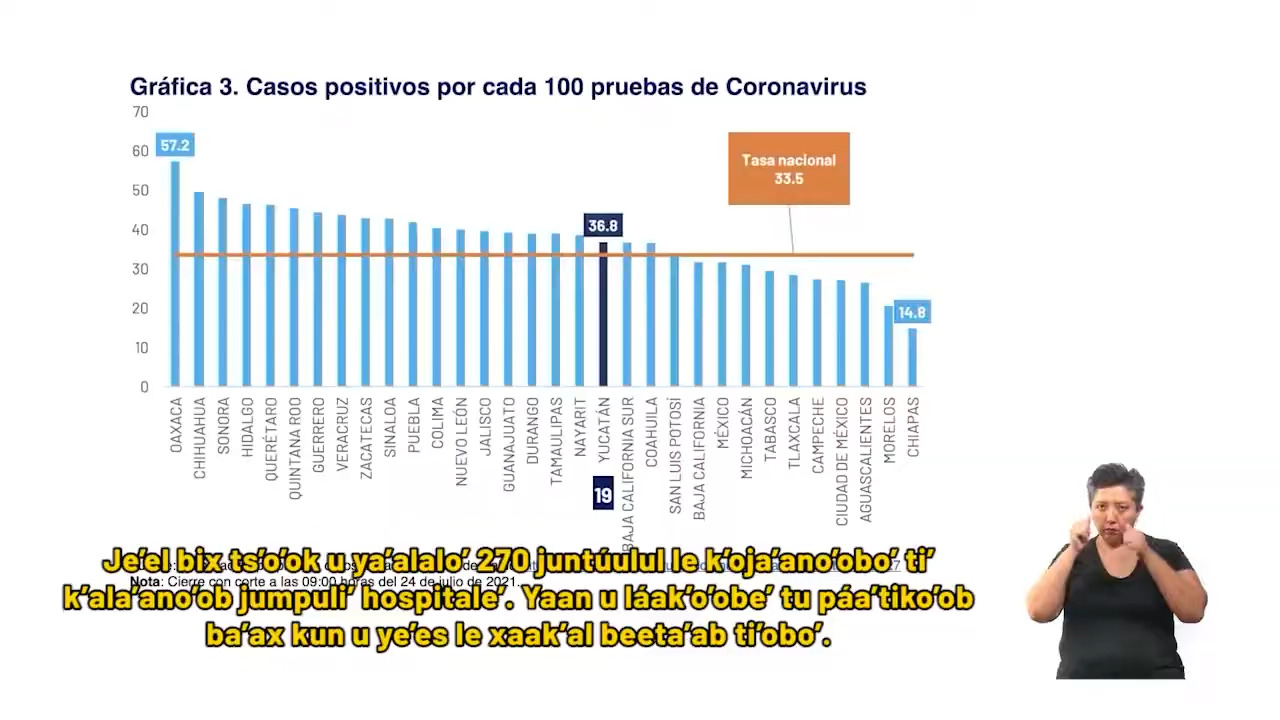 Gráfica 3. Casos positivos por cada 100 pruebas de Coronavirus
70
60
50
40
30
20
10
0
57.2
36.8
14.8
Tasa nacional
33.5
OAXACA
CHIHUAHUA
SONORA
HIDALGO
QUERÉTARO
QUINTANA ROO
GUERRERO
VERACRUZ
ZACATECAS
SINALOA
PUEBLA
COLIMA
NUEVO LEÓN
JALISCO
GUANAJUATO
DURANGO
TAMAULIPAS
NAYARIT
YUCATÁN
BAJA CALIFORNIA SUR
COAHUILA
SAN LUIS POTOSÍ
BAJA CALIFORNIA
MÉXICO
MICHOACÁN
TABASCO
TLAXCALA
CAMPECHE
CIUDAD DE MÉXICO
AGUASCALIENTES
MORELOS
CHIAPAS
19
Nota: Cierre con corte a las 09:00 horas del 24 de julio de 2021.
Je'el bix ts'o'ok u ya'alalo' 270 juntúulul le k'oja'ano'obo' ti'
k'ala'ano'ob jumpuli' hospitale'. Yaan u láak'o'obe' tu páa'tiko'ob
ba'ax kun u ye'es le xaak'al beeta'ab ti'obo'.